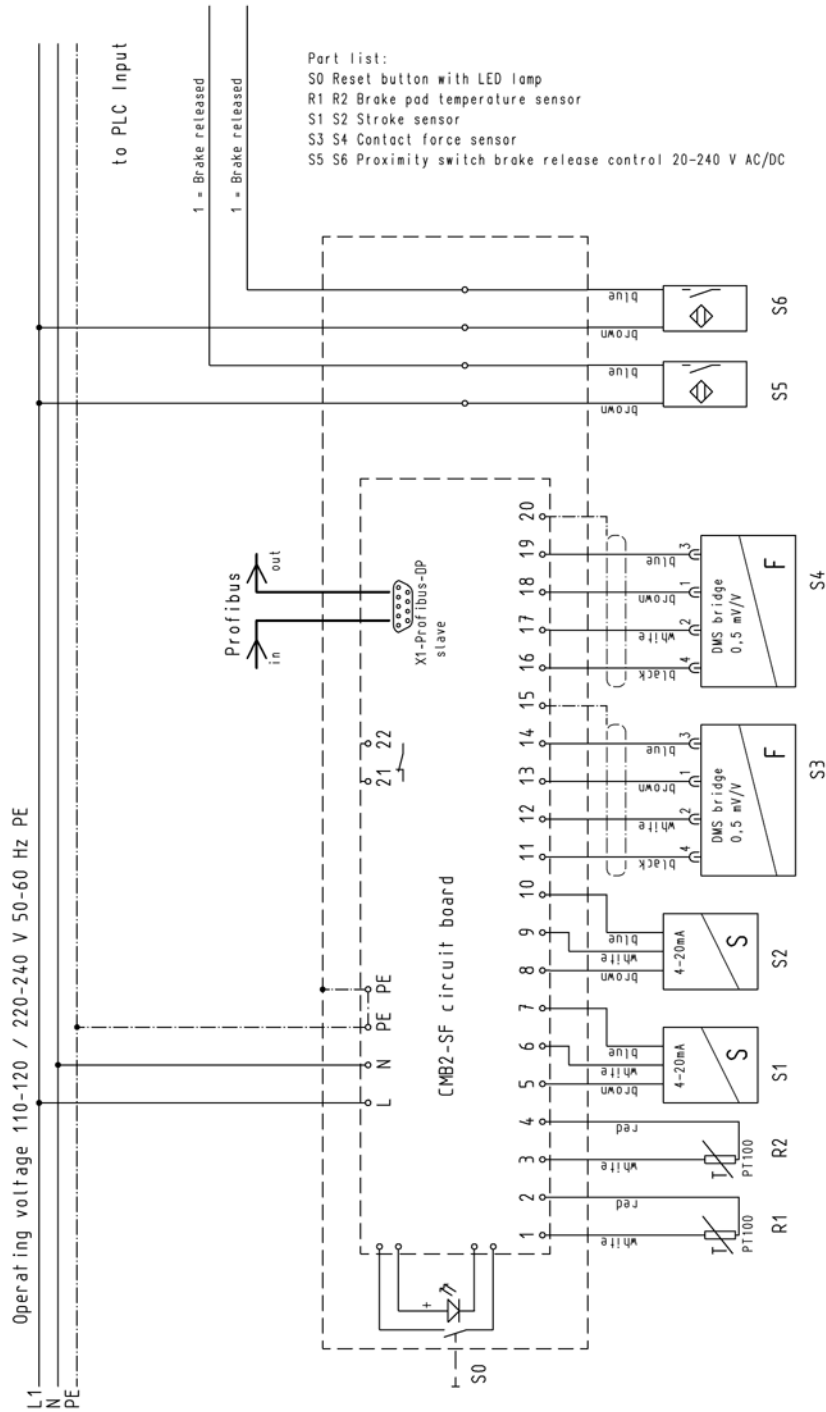 Operating voltage 110-120 / 220-240 V 50-60 Hz PE
L1
N
PE
to PLC Input
1 = Brake released
1 = Brake released
Part list:
S0 Reset button with LED lamp
R1 R2 Brake pad temperature sensor
S1 S2 Stroke sensor
S3 S4 Contact force sensor
S5 S6 Proximity switch brake release control 20-240 V AC/DC
Profibus
in
out
X1-Profibus-DP
slave
L
N
PE
PE
21
22
CMB2-SF circuit board
+
S0
1
2
3
4
5
6
7
8
9
10
11
12
13
14
15
16
17
18
19
20
white
red
white
red
brown
white
blue
brown
white
blue
black
white
brown
blue
black
white
brown
blue
brown
blue
brown
blue
4
2
1
3
4
2
1
3
T
PT100
R1
T
PT100
R2
4-20mA
S
S1
4-20mA
S
S2
DMS bridge
0,5 mV/V
F
S3
DMS bridge
0,5 mV/V
F
S4
S5
S6